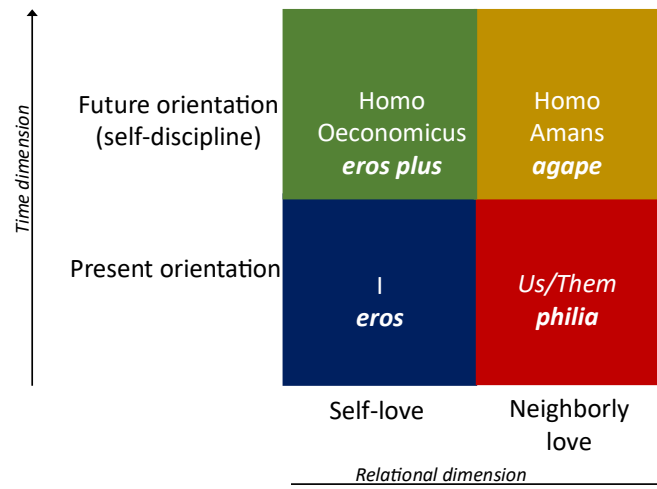 Time dimension
Future orientation
(self-discipline)
Homo
Oeconomicus
eros plus
Homo
Amans
agape
Present orientation
I
eros
Us/Them
philia
Self-love
Neighborly
love
Relational dimension